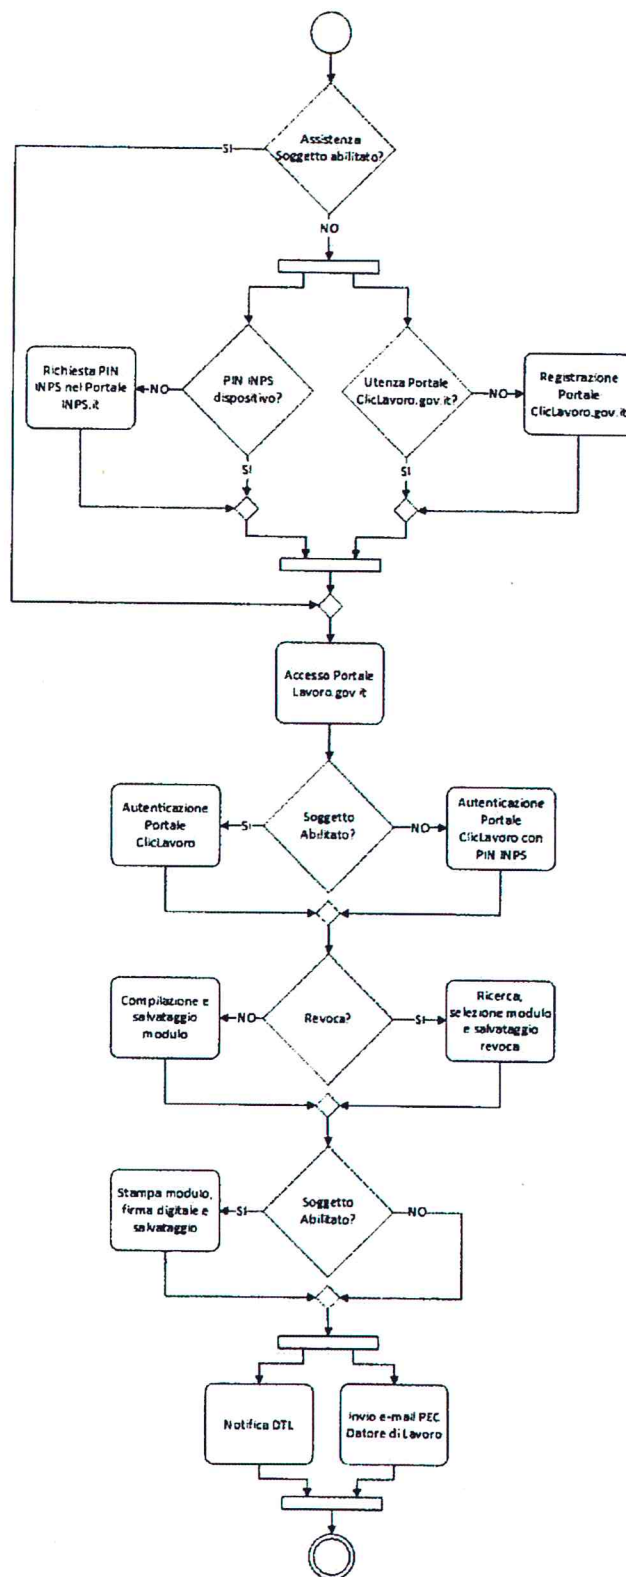 Assistenza
Soggetto abilitato?
SI
NO
Richiesta PIN
INPS nel Portale
INPS.it
NO
PIN INPS
dispositivo?
Utenza Portale
ClicLavoro.gov.it?
NO
Registrazione
Portale
ClicLavoro.gov.it
SI
SI
Accesso Portale
Lavoro.gov.it
Autenticazione
Portale
ClicLavoro
SI
Soggetto
Abilitato?
NO
Autenticazione
Portale
ClicLavoro con
PIN INPS
Compilazione e
salvataggio
modulo
NO
Revoca?
SI
Ricerca,
selezione modulo
e salvataggio
revoca
Stampa modulo,
firma digitale e
salvataggio
SI
Soggetto
Abilitato?
NO
Notifica DTL
Invio e-mail PEC
Datore di Lavoro